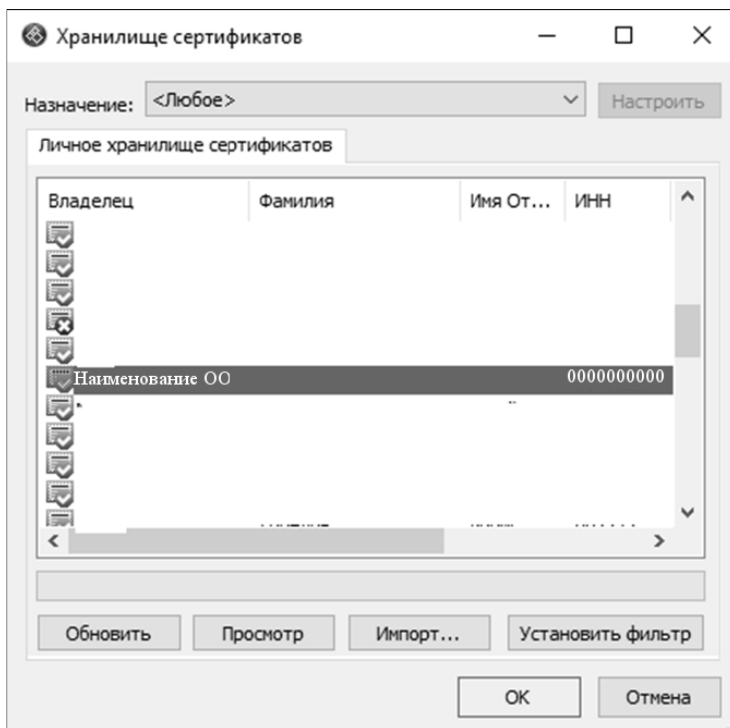 Хранилище сертификатов
Назначение: <Любое> Настроить
Личное хранилище сертификатов
Владелец Фамилия Имя От... ИНН
Наименование ОО 0000000000
Обновить Просмотр Импорт... Установить фильтр
ОК Отмена